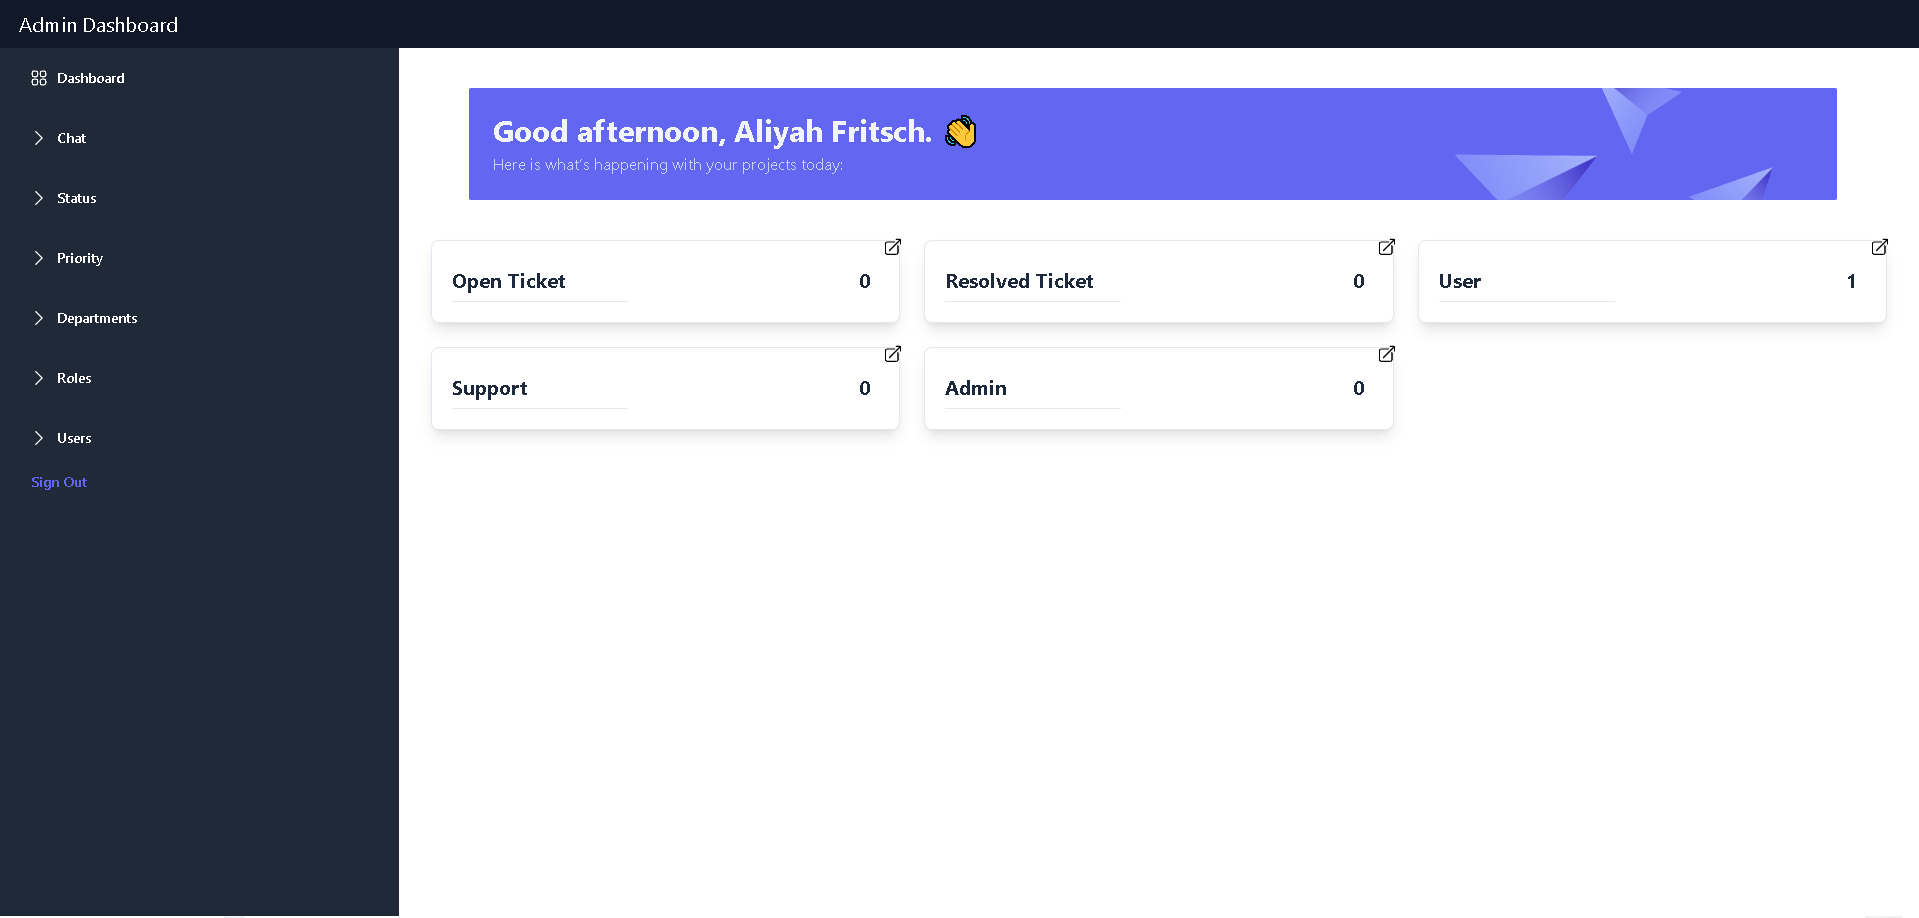 Admin Dashboard
Dashboard
Chat
Status
Priority
Departments
Roles
Users
Sign Out
Good afternoon, Aliyah Fritsch. 👋
Here is what's happening with your projects today:
Open Ticket 0
Resolved Ticket 0
User 1
Support 0
Admin 0